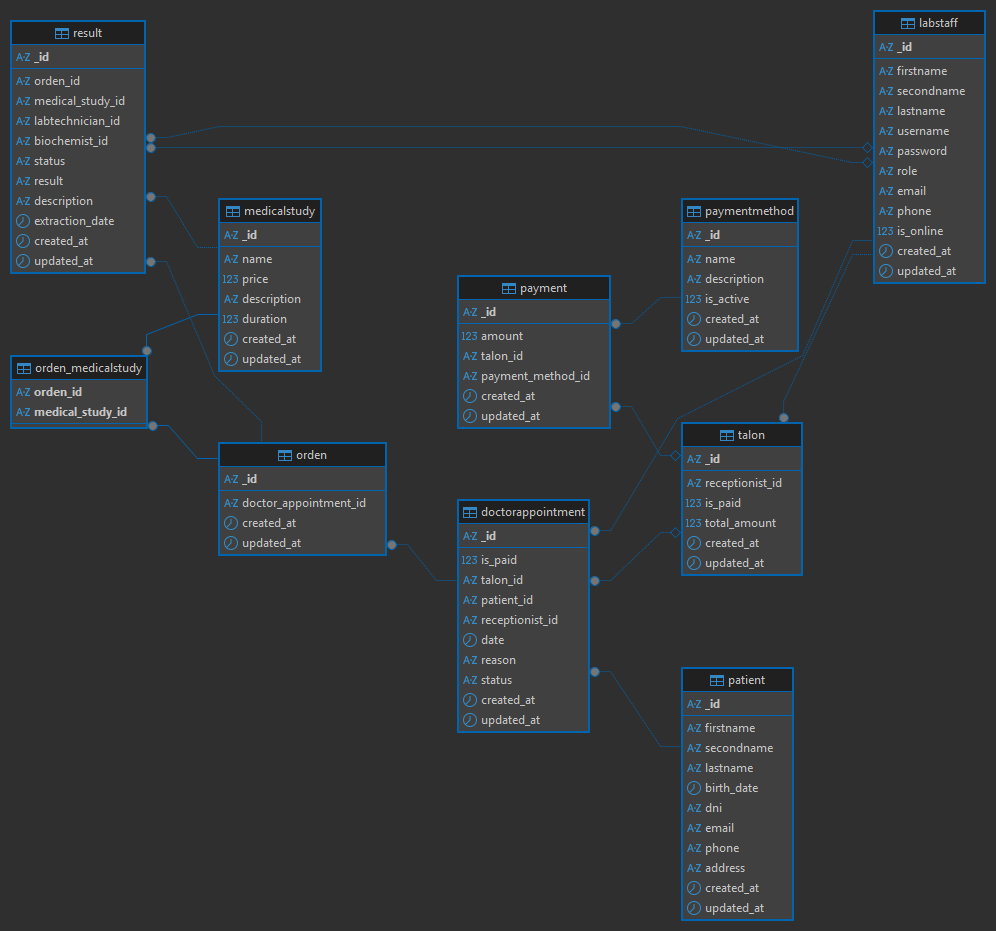 result
A-Z _id
A-Z orden_id
A-Z medical_study_id
A-Z labtechnician_id
A-Z biochemist_id
A-Z status
A-Z result
A-Z description
extraction_date
created_at
updated_at
labstaff
A-Z _id
A-Z firstname
A-Z secondname
A-Z lastname
A-Z username
A-Z password
A-Z role
A-Z email
A-Z phone
123 is_online
created_at
updated_at
medicalstudy
A-Z _id
A-Z name
123 price
A-Z description
123 duration
created_at
updated_at
paymentmethod
A-Z _id
A-Z name
A-Z description
123 is_active
created_at
updated_at
payment
A-Z _id
123 amount
A-Z talon_id
A-Z payment_method_id
created_at
updated_at
orden_medicalstudy
A-Z orden_id
A-Z medical_study_id
orden
A-Z _id
A-Z doctor_appointment_id
created_at
updated_at
talon
A-Z _id
A-Z receptionist_id
123 is_paid
123 total_amount
created_at
updated_at
doctorappointment
A-Z _id
123 is_paid
A-Z talon_id
A-Z patient_id
A-Z receptionist_id
date
A-Z reason
A-Z status
created_at
updated_at
patient
A-Z _id
A-Z firstname
A-Z secondname
A-Z lastname
birth_date
A-Z dni
A-Z email
A-Z phone
A-Z address
created_at
updated_at